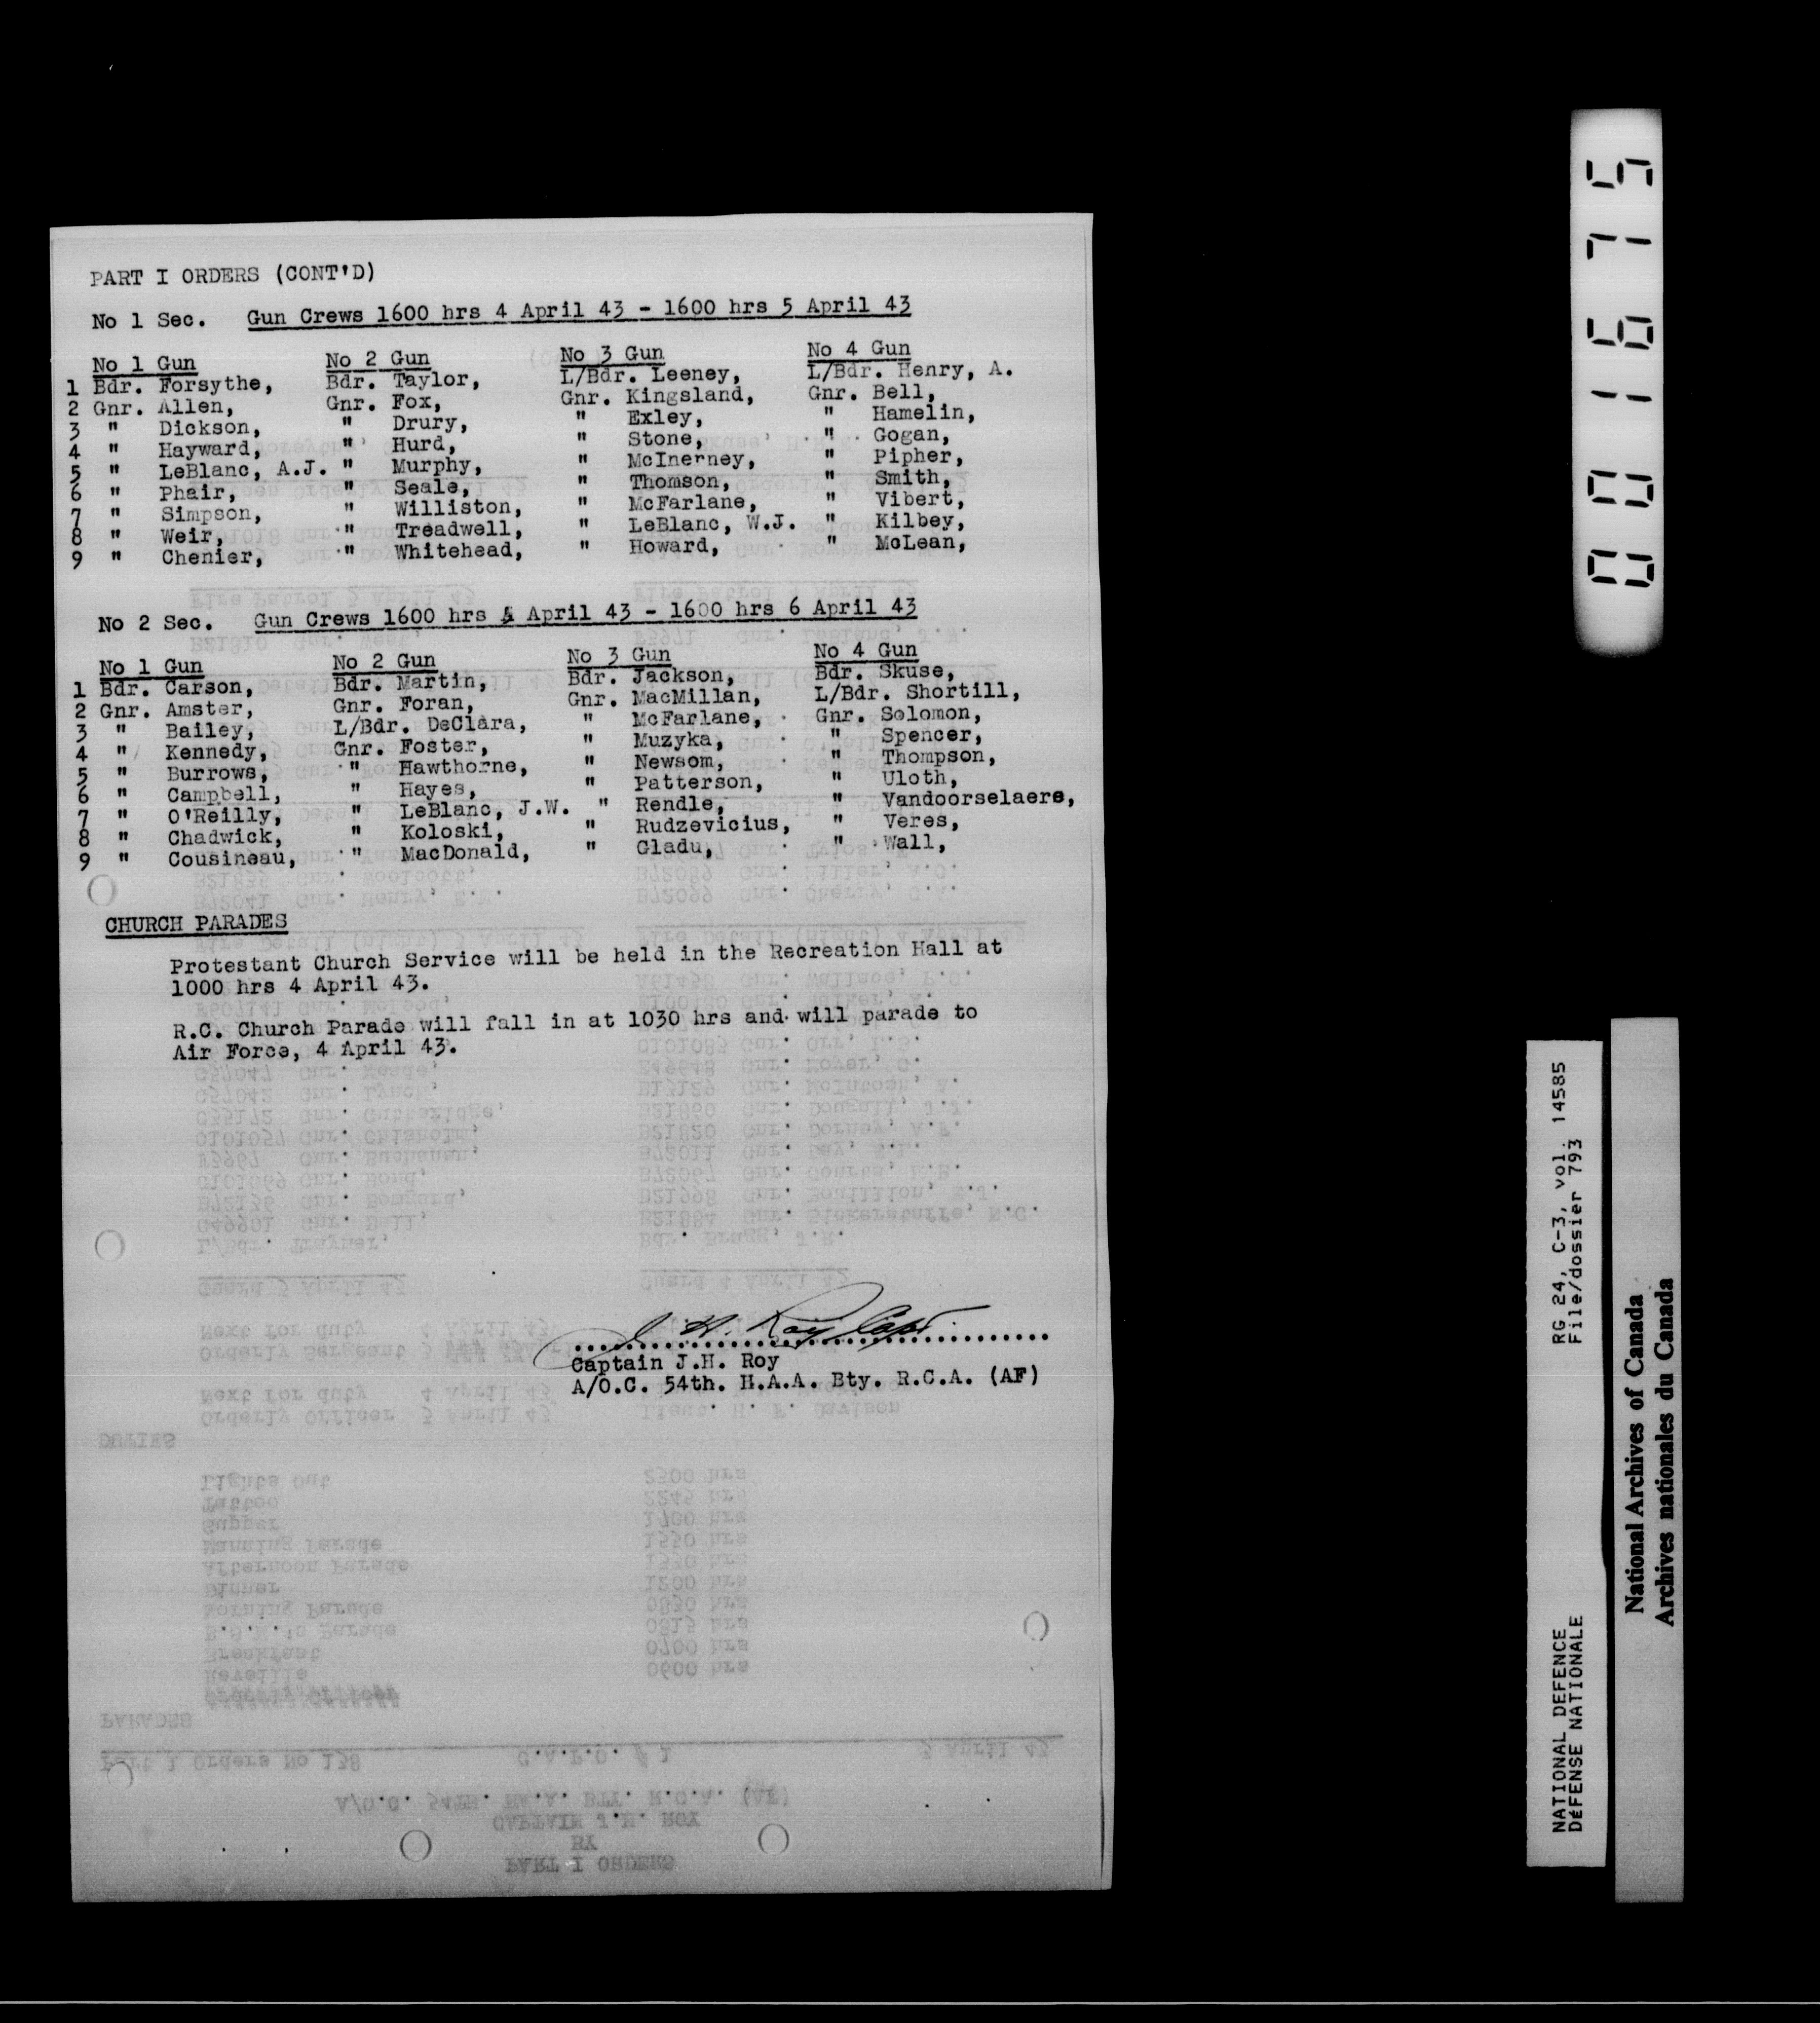 PART I ORDERS (CONT'D)
No 1 Sec. Gun Crews 1600 hrs 4 April 43 - 1600 hrs 5 April 43
No 1 Gun No 2 Gun No 3 Gun No 4 Gun
1 Bdr. Forsythe, Bdr. Taylor, L/Bdr. Leeney, L/Bdr. Henry, A.
2 Gnr. Allen, Gnr. Fox, Gnr. Kingsland, Gnr. Bell,
3 " Dickson, " Drury, " Exley, " Hamelin,
4 " Hayward, " Hurd, " Stone, " Gogan,
5 " LeBlanc, A.J. " Murphy, " McInerney, " Pipher,
6 " Phair, " Seale, " Thomson, " Smith,
7 " Simpson, " Williston, " McFarlane, " Vibert,
8 " Weir, " Treadwell, " LeBlanc, W.J. " Kilbey,
9 " Chenier, " Whitehead, " Howard, " McLean,
No 2 Sec. Gun Crews 1600 hrs 5 April 43 - 1600 hrs 6 April 43
No 1 Gun No 2 Gun No 3 Gun No 4 Gun
1 Bdr. Carson, Bdr. Martin, Bdr. Jackson, Bdr. Skuse,
2 Gnr. Amster, Gnr. Foran, Gnr. MacMillan, L/Bdr. Shortill,
3 " Bailey, L/Bdr. DeClara, " McFarlane, Gnr. Solomon,
4 " Kennedy, Gnr. Foster, " Muzyka, " Spencer,
5 " Burrows, " Hawthorne, " Newsom, " Thompson,
6 " Campbell, " Hayes, " Patterson, " Uloth,
7 " O'Reilly, " LeBlanc, J.W. " Rendle, " Vandoorselaere,
8 " Chadwick, " Koloski, " Rudzevicius, " Veres,
9 " Cousineau, " MacDonald, " Gladu, " Wall,
CHURCH PARADES
Protestant Church Service will be held in the Recreation Hall at
1000 hrs 4 April 43.
R.C. Church Parade will fall in at 1030 hrs and will parade to
Air Force, 4 April 43.
J. H. Roy Capt.
Captain J.H. Roy
A/O.C. 54th. H.A.A. Bty. R.C.A. (AF)
001675
NATIONAL DEFENCE RG 24, C-3, vol. 14585
DÉFENSE NATIONALE File/dossier 793
National Archives of Canada
Archives nationales du Canada